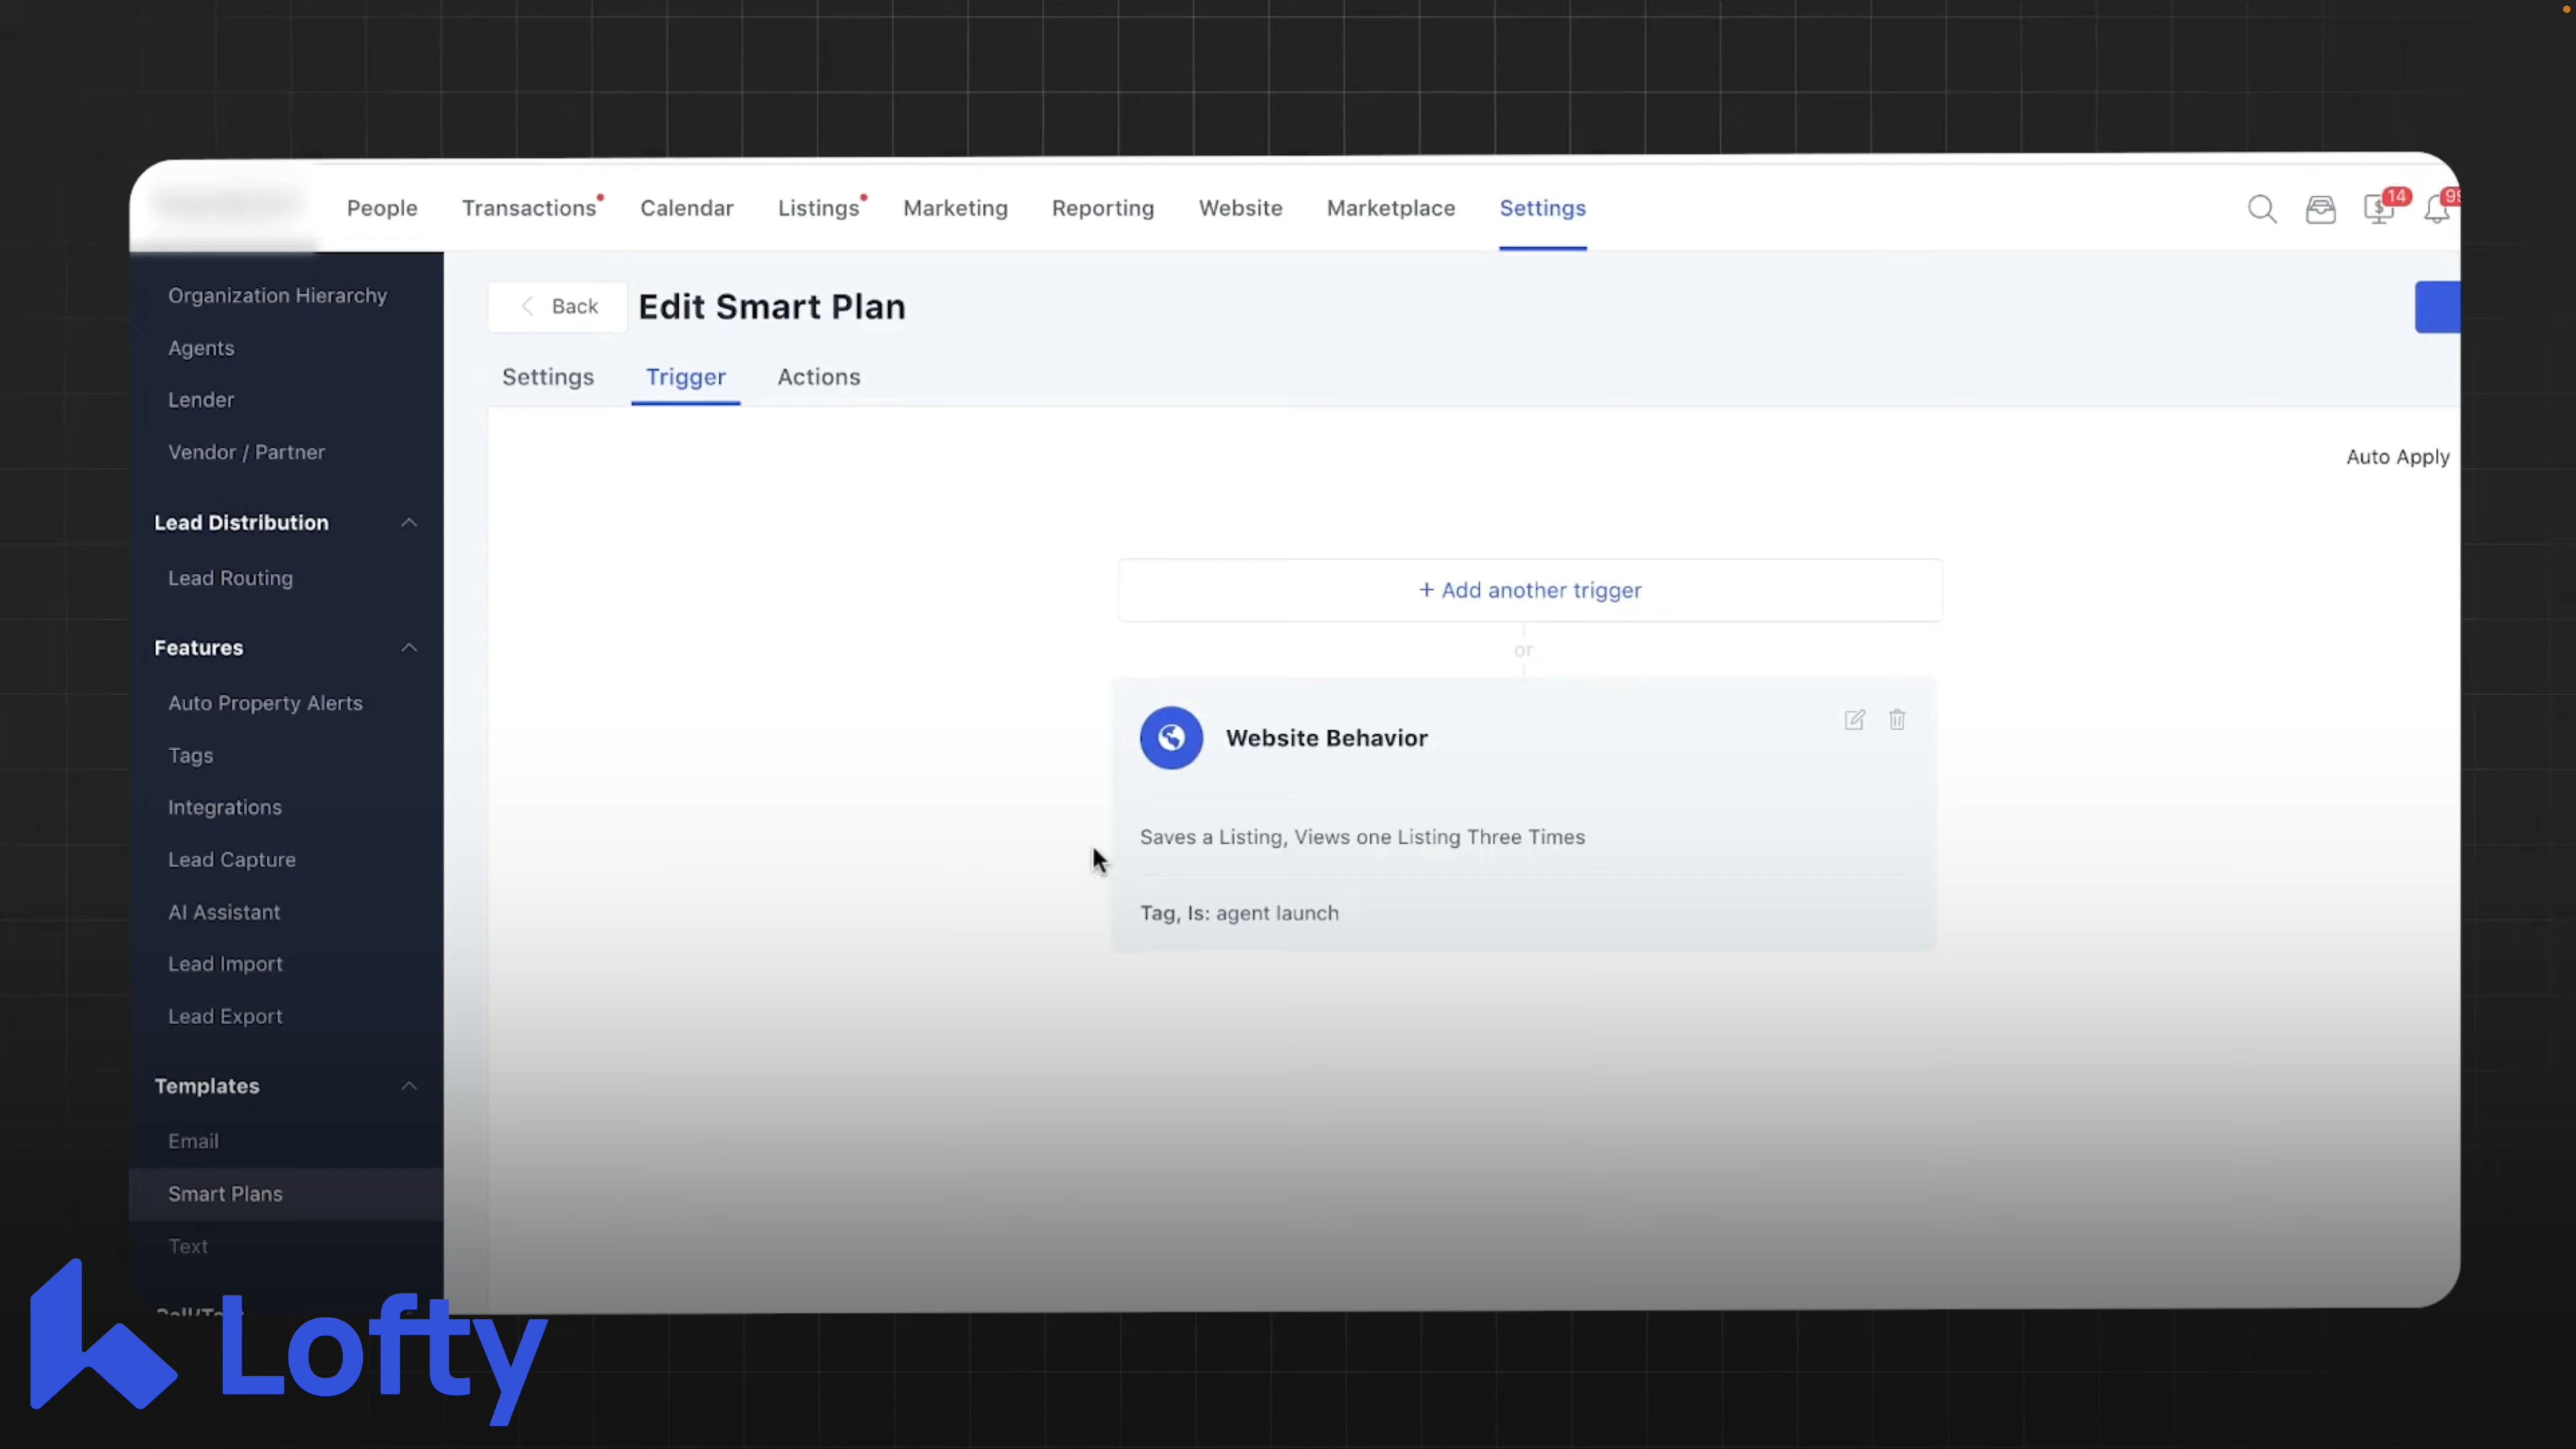 People Transactions Calendar Listings Marketing Reporting Website Marketplace Settings 14
Organization Hierarchy
Agents
Lender
Vendor / Partner
Lead Distribution
Lead Routing
Features
Auto Property Alerts
Tags
Integrations
Lead Capture
AI Assistant
Lead Import
Lead Export
Templates
Email
Smart Plans
Text
Back Edit Smart Plan
Settings Trigger Actions
Auto Apply
+ Add another trigger
or
Website Behavior
Saves a Listing, Views one Listing Three Times
Tag, Is: agent launch
Lofty